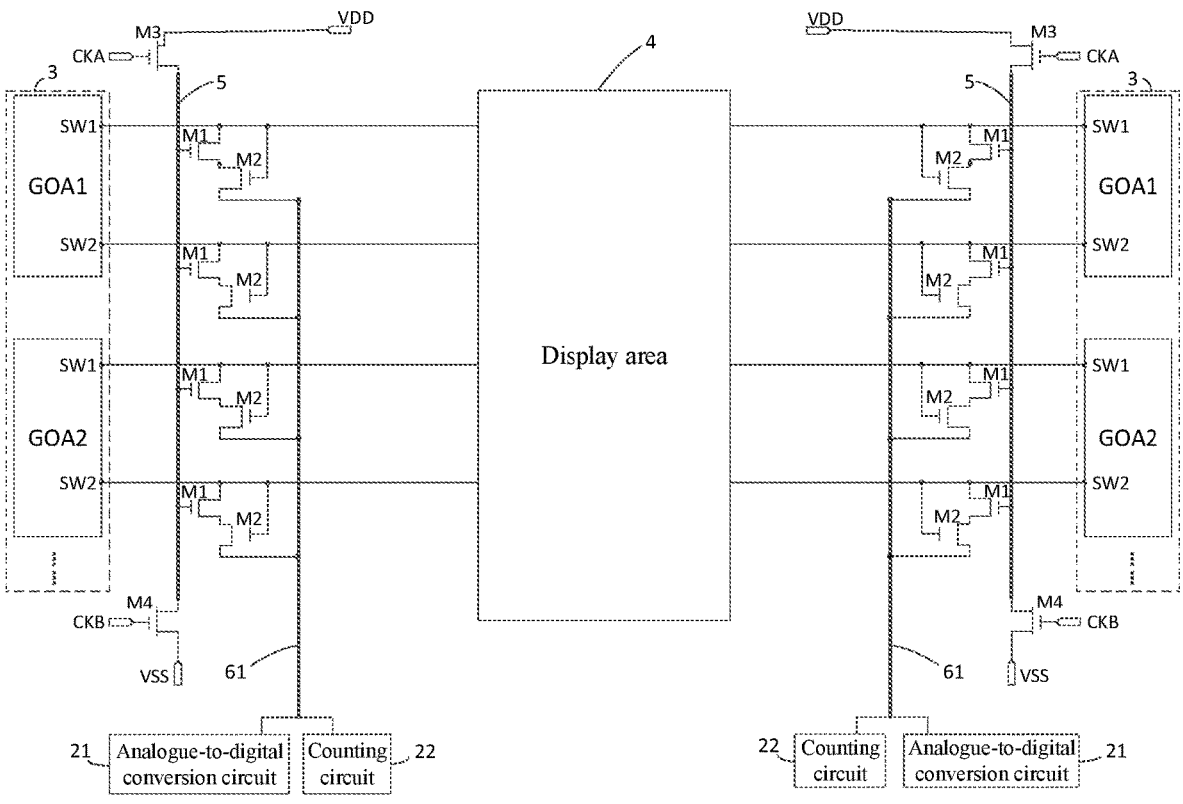 VDD
VDD
M3
M3
CKA
CKA
3
5
4
5
3
SW1
M1
M2
GOA1
SW2
M1
M2
SW1
M1
M2
GOA2
SW2
M1
M2
Display area
M1
SW1
M2
GOA1
M1
SW2
M2
M1
SW1
M2
GOA2
M1
SW2
M2
M4
M4
CKB
CKB
VSS
61
61
VSS
21
Analogue-to-digital
conversion circuit
Counting
circuit
22
22
Counting
circuit
Analogue-to-digital
conversion circuit
21